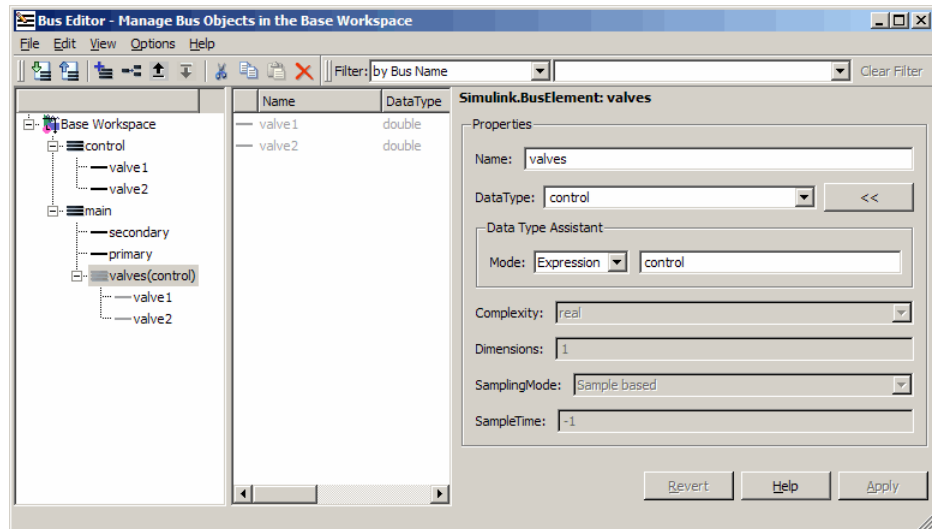 Bus Editor - Manage Bus Objects in the Base Workspace
File Edit View Options Help
Filter: by Bus Name Clear Filter
Base Workspace
control
valve1
valve2
main
secondary
primary
valves(control)
valve1
valve2
Name DataType
valve1 double
valve2 double
Simulink.BusElement: valves
Properties
Name: valves
DataType: control <<
Data Type Assistant
Mode: Expression control
Complexity: real
Dimensions: 1
SamplingMode: Sample based
SampleTime: -1
Revert Help Apply